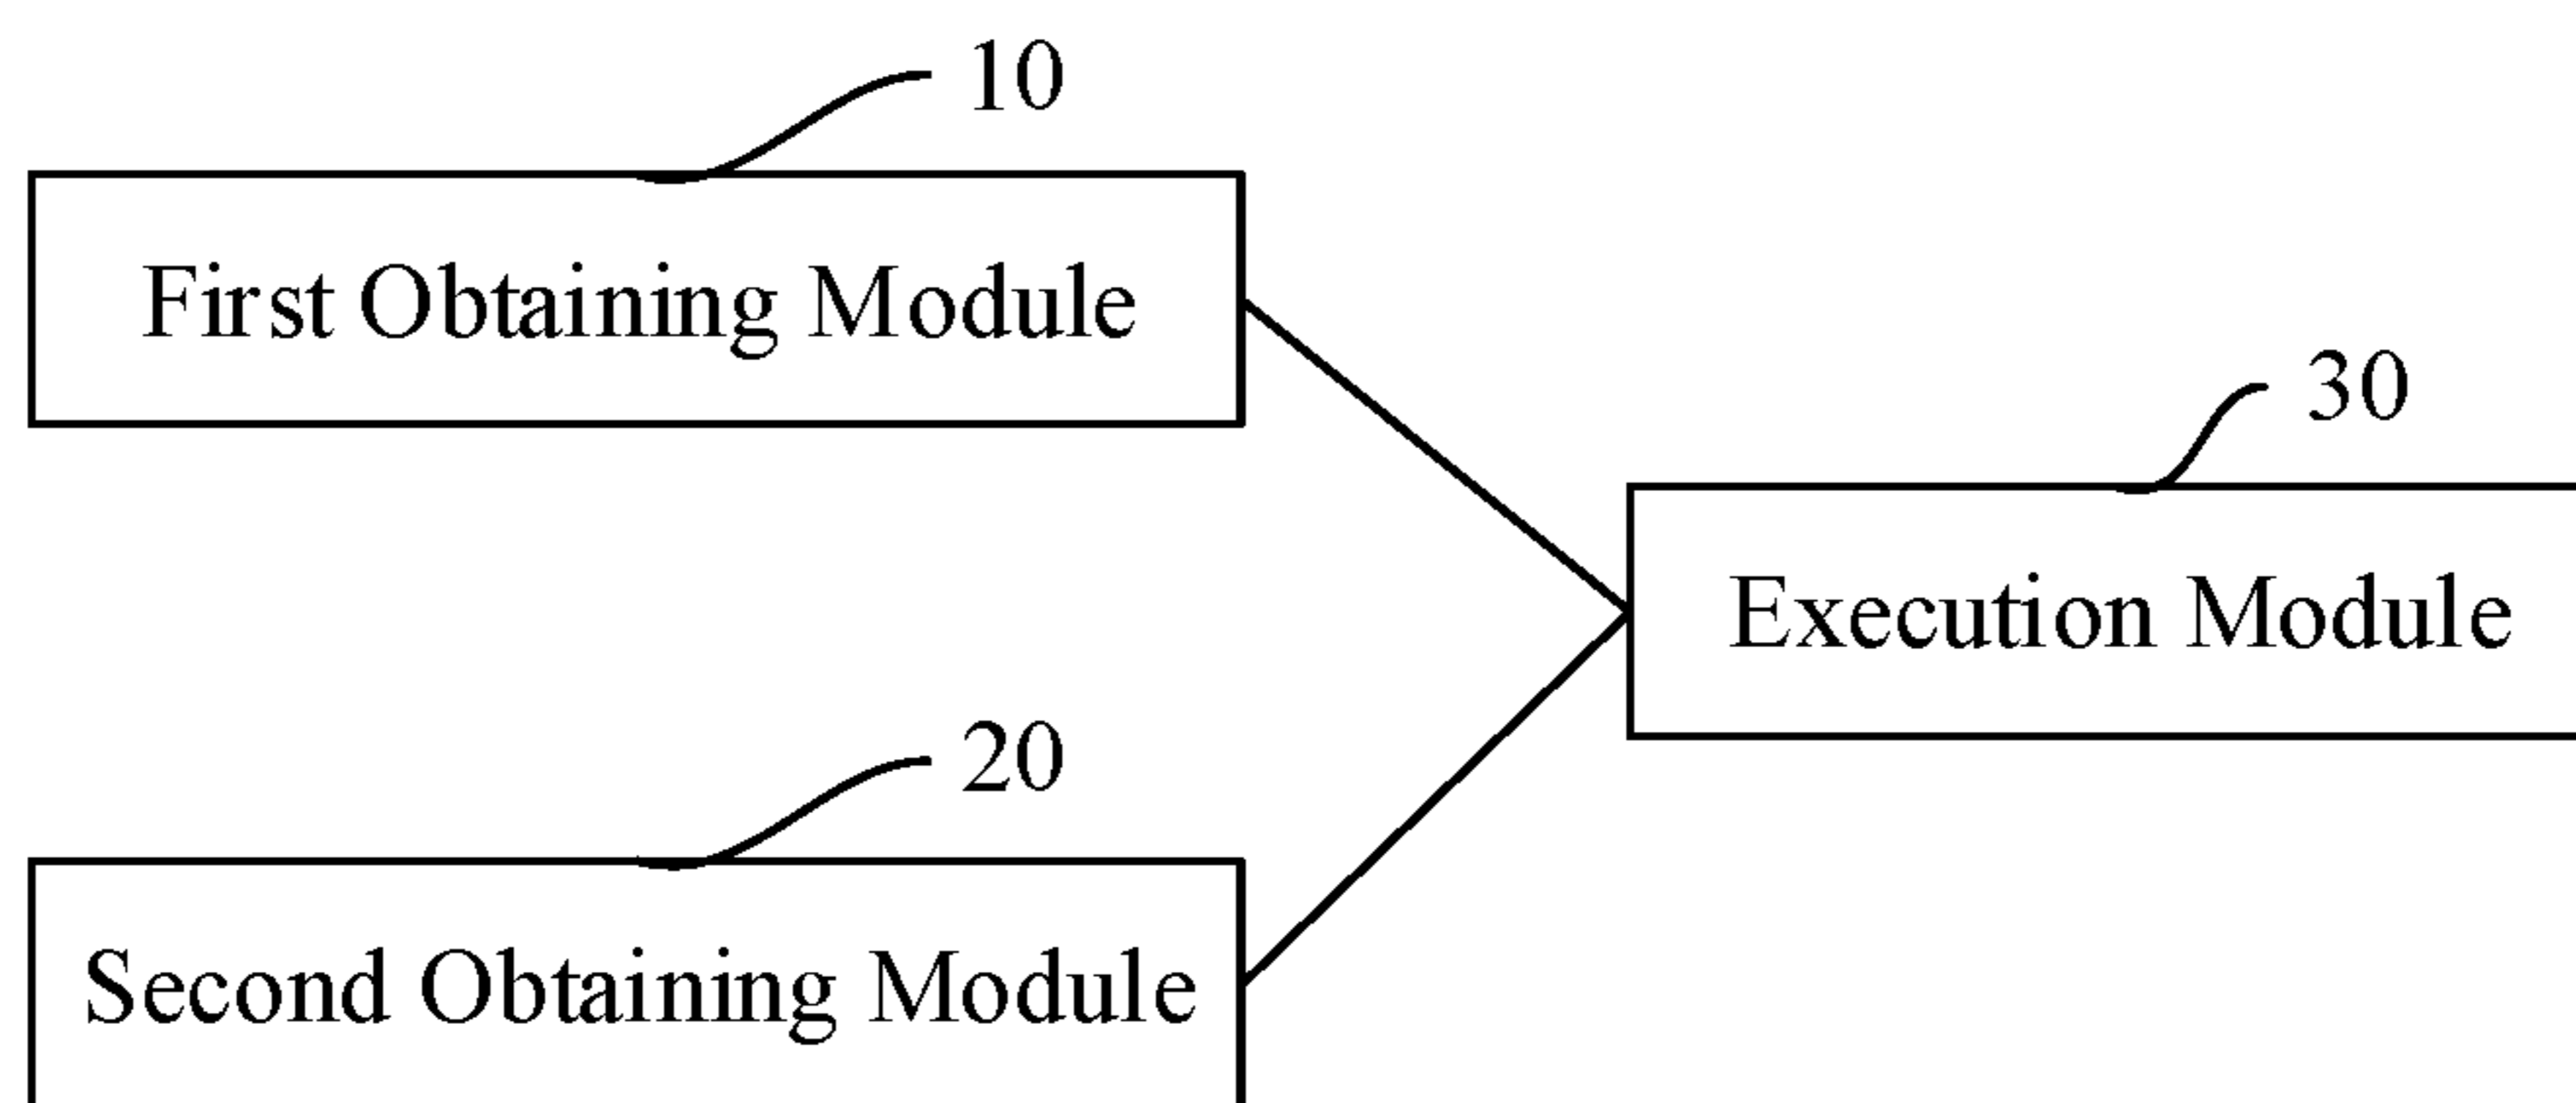 10
First Obtaining Module
30
Execution Module
20
Second Obtaining Module